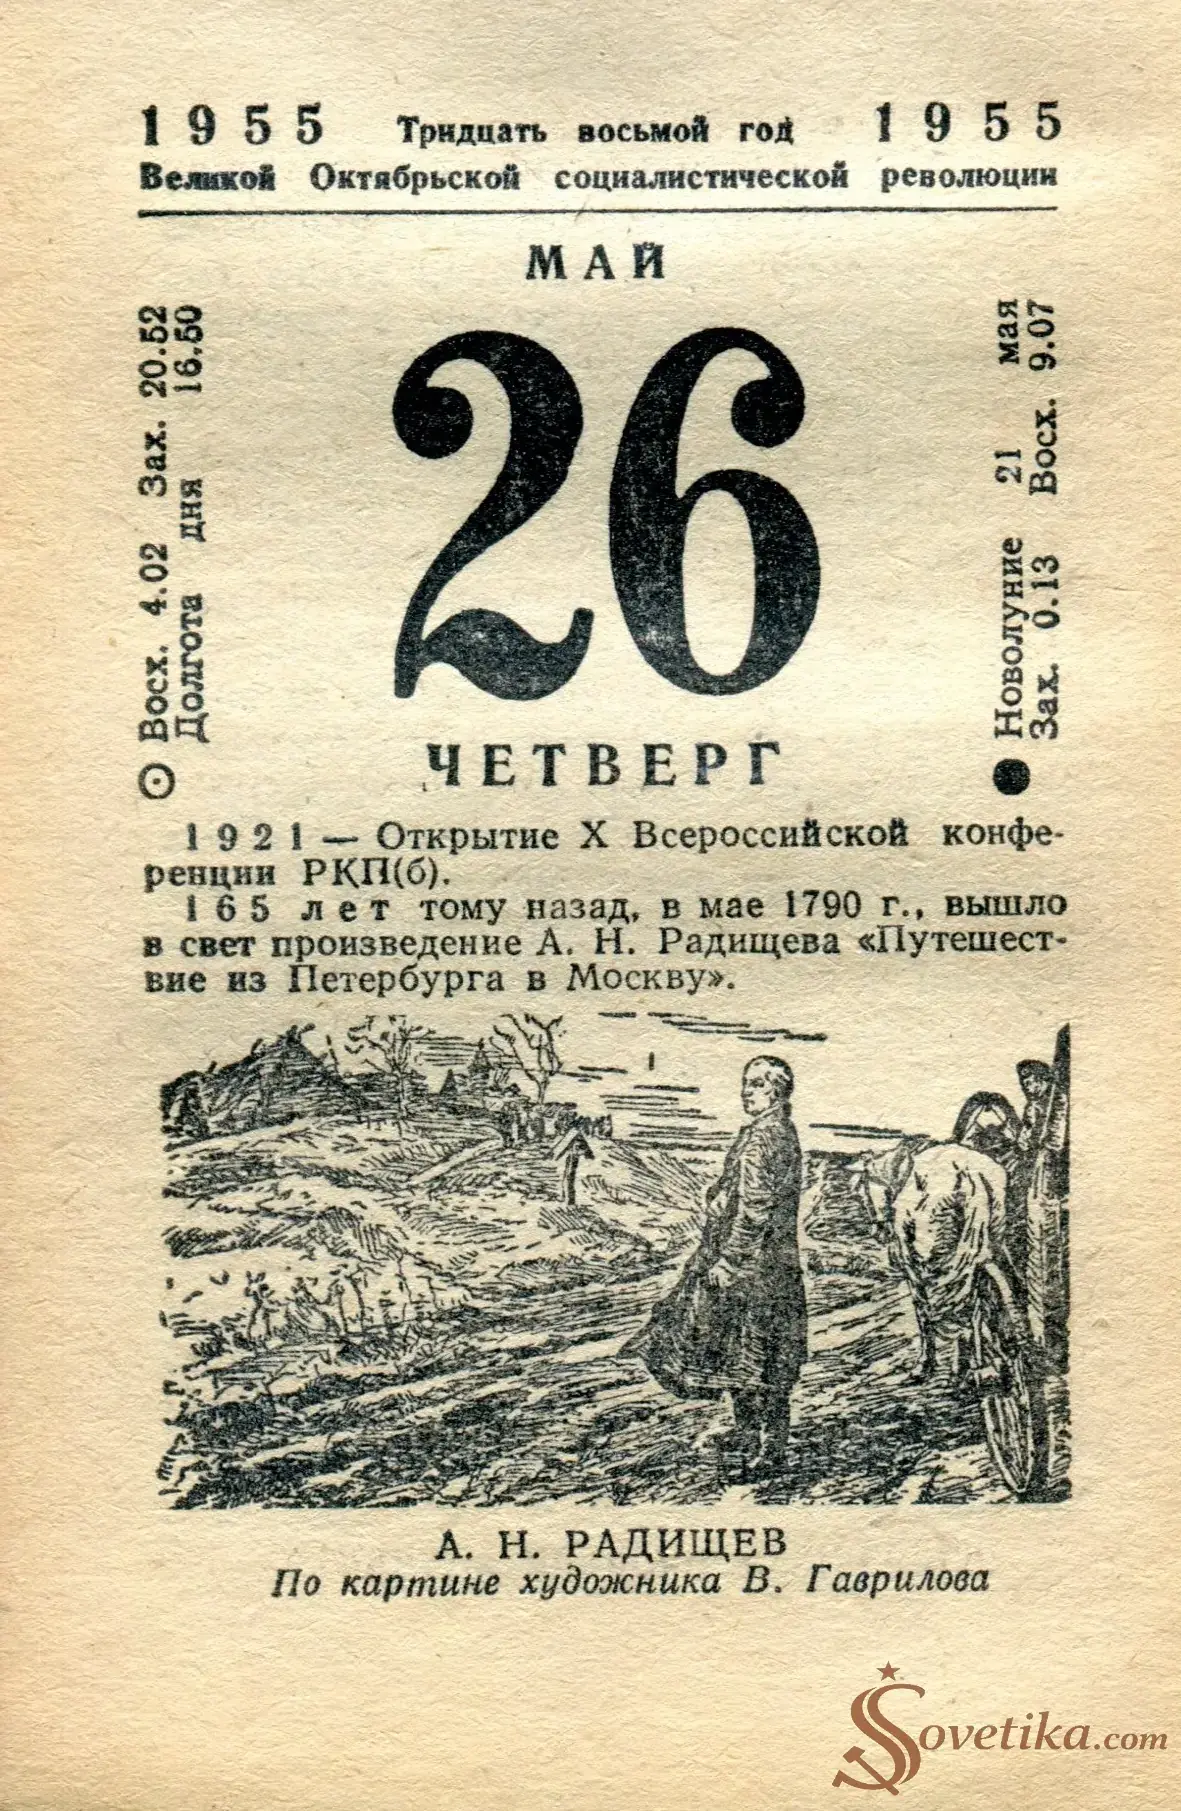 1955 Тридцать восьмой год 1955
Великой Октябрьской социалистической революции
МАЙ
Восх. 4.02 Зах. 20.52
Долгота дня 16.50
26
Новолуние 21 мая
Зах. 0.13 Восх. 9.07
ЧЕТВЕРГ
1921 — Открытие X Всероссийской конфе-
ренции РКП(б).
165 лет тому назад, в мае 1790 г., вышло
в свет произведение А. Н. Радищева «Путешест-
вие из Петербурга в Москву».
А. Н. РАДИЩЕВ
По картине художника В. Гаврилова
Sovetika.com